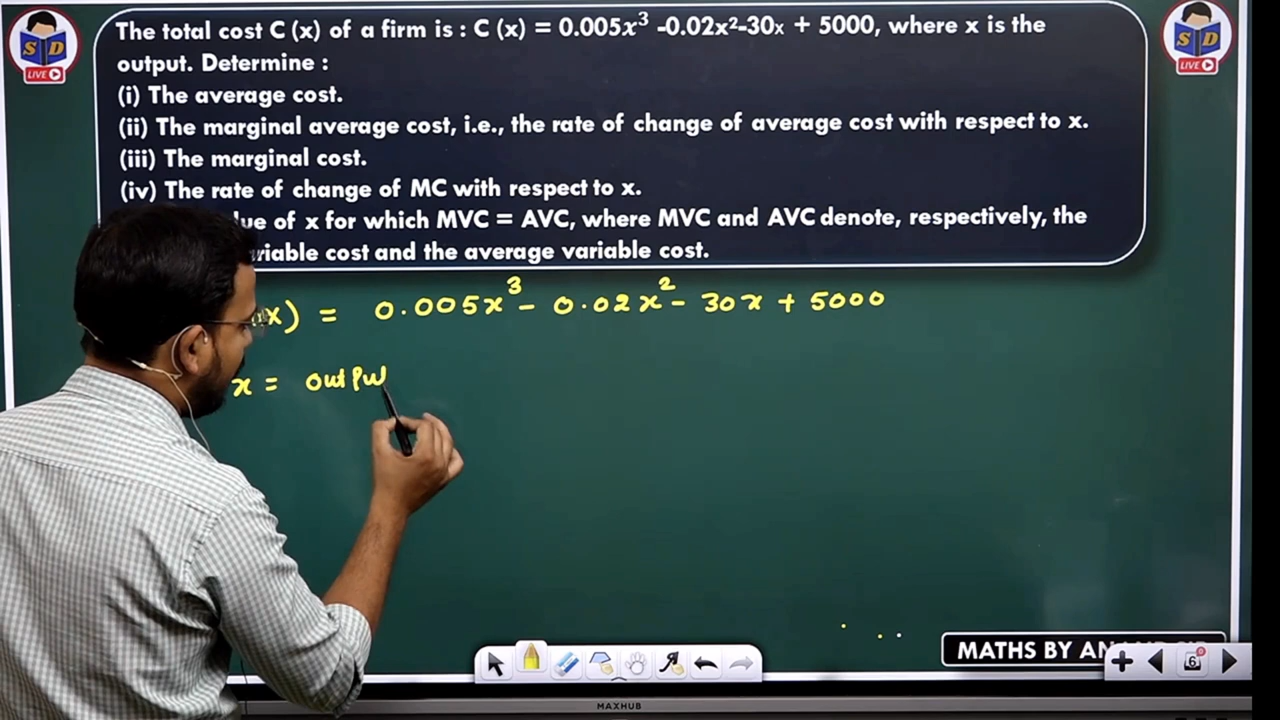 The total cost C (x) of a firm is : C (x) = 0.005x³ -0.02x²-30x + 5000, where x is the
output. Determine :
(i) The average cost.
(ii) The marginal average cost, i.e., the rate of change of average cost with respect to x.
(iii) The marginal cost.
(iv) The rate of change of MC with respect to x.
of x for which MVC = AVC, where MVC and AVC denote, respectively, the
cost and the average variable cost.
x) = 0.005x³ - 0.02x² - 30x + 5000
x = outpu
S D
LIVE
S D
LIVE
MATHS BY
6
MAXHUB